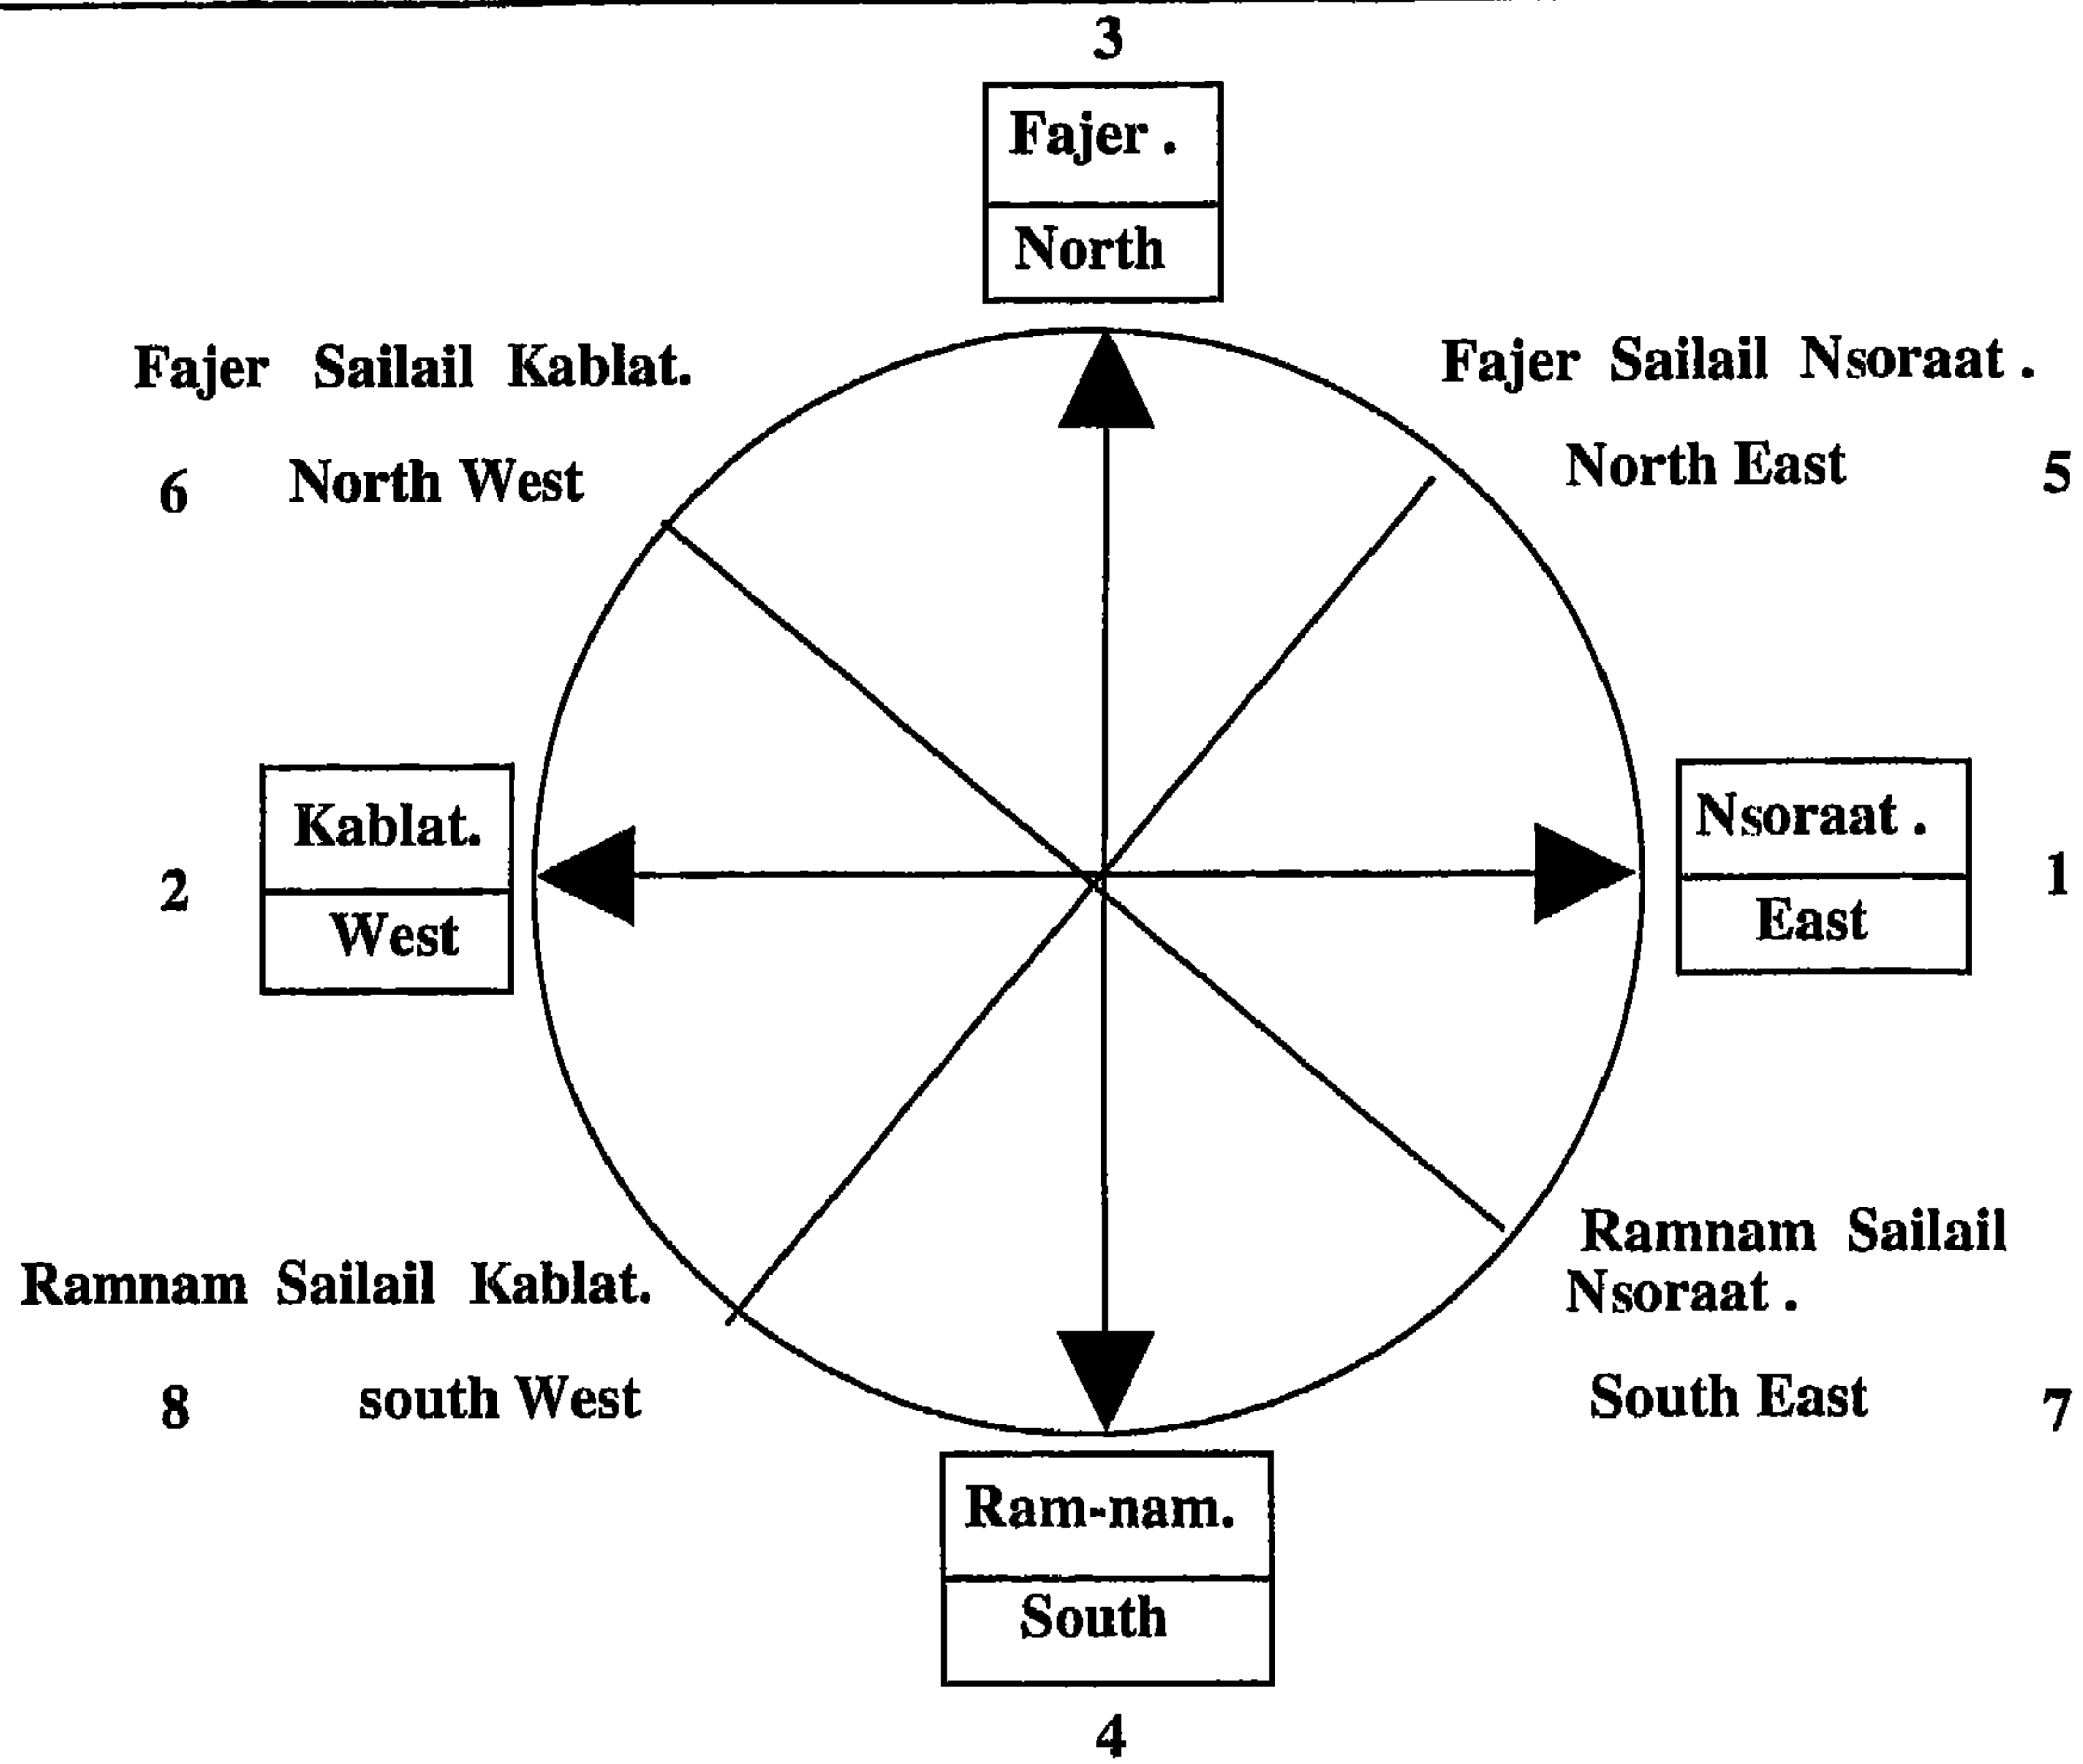 3
Fajer .
North
Fajer Sailail Kablat.
6 North West
Fajer Sailail Nsoraat .
North East 5
Kablat.
2
West
Nsoraat .
1
East
Ramnam Sailail Kablat.
8 south West
Ramnam Sailail
Nsoraat .
South East 7
Ram-nam.
South
4